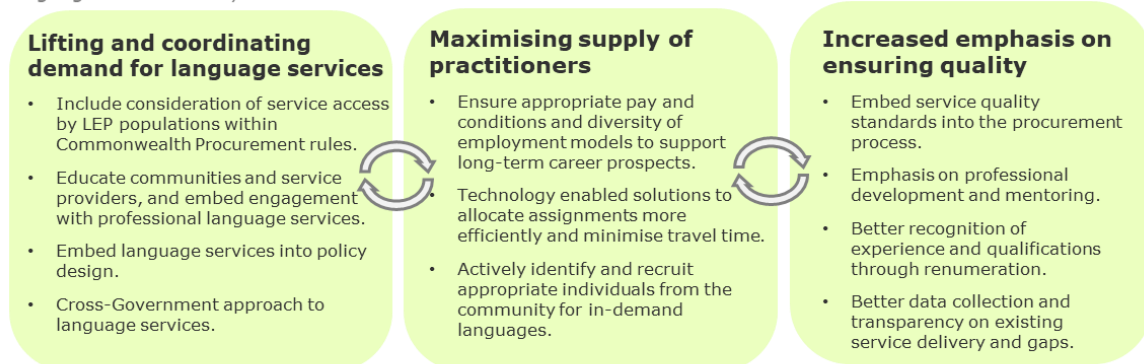 Lifting and coordinating
demand for language services
• Include consideration of service access
by LEP populations within
Commonwealth Procurement rules.
• Educate communities and service
providers, and embed engagement
with professional language services.
• Embed language services into policy
design.
• Cross-Government approach to
language services.
Maximising supply of
practitioners
• Ensure appropriate pay and
conditions and diversity of
employment models to support
long-term career prospects.
• Technology enabled solutions to
allocate assignments more
efficiently and minimise travel time.
• Actively identify and recruit
appropriate individuals from the
community for in-demand
languages.
Increased emphasis on
ensuring quality
• Embed service quality
standards into the procurement
process.
• Emphasis on professional
development and mentoring.
• Better recognition of
experience and qualifications
through renumeration.
• Better data collection and
transparency on existing
service delivery and gaps.